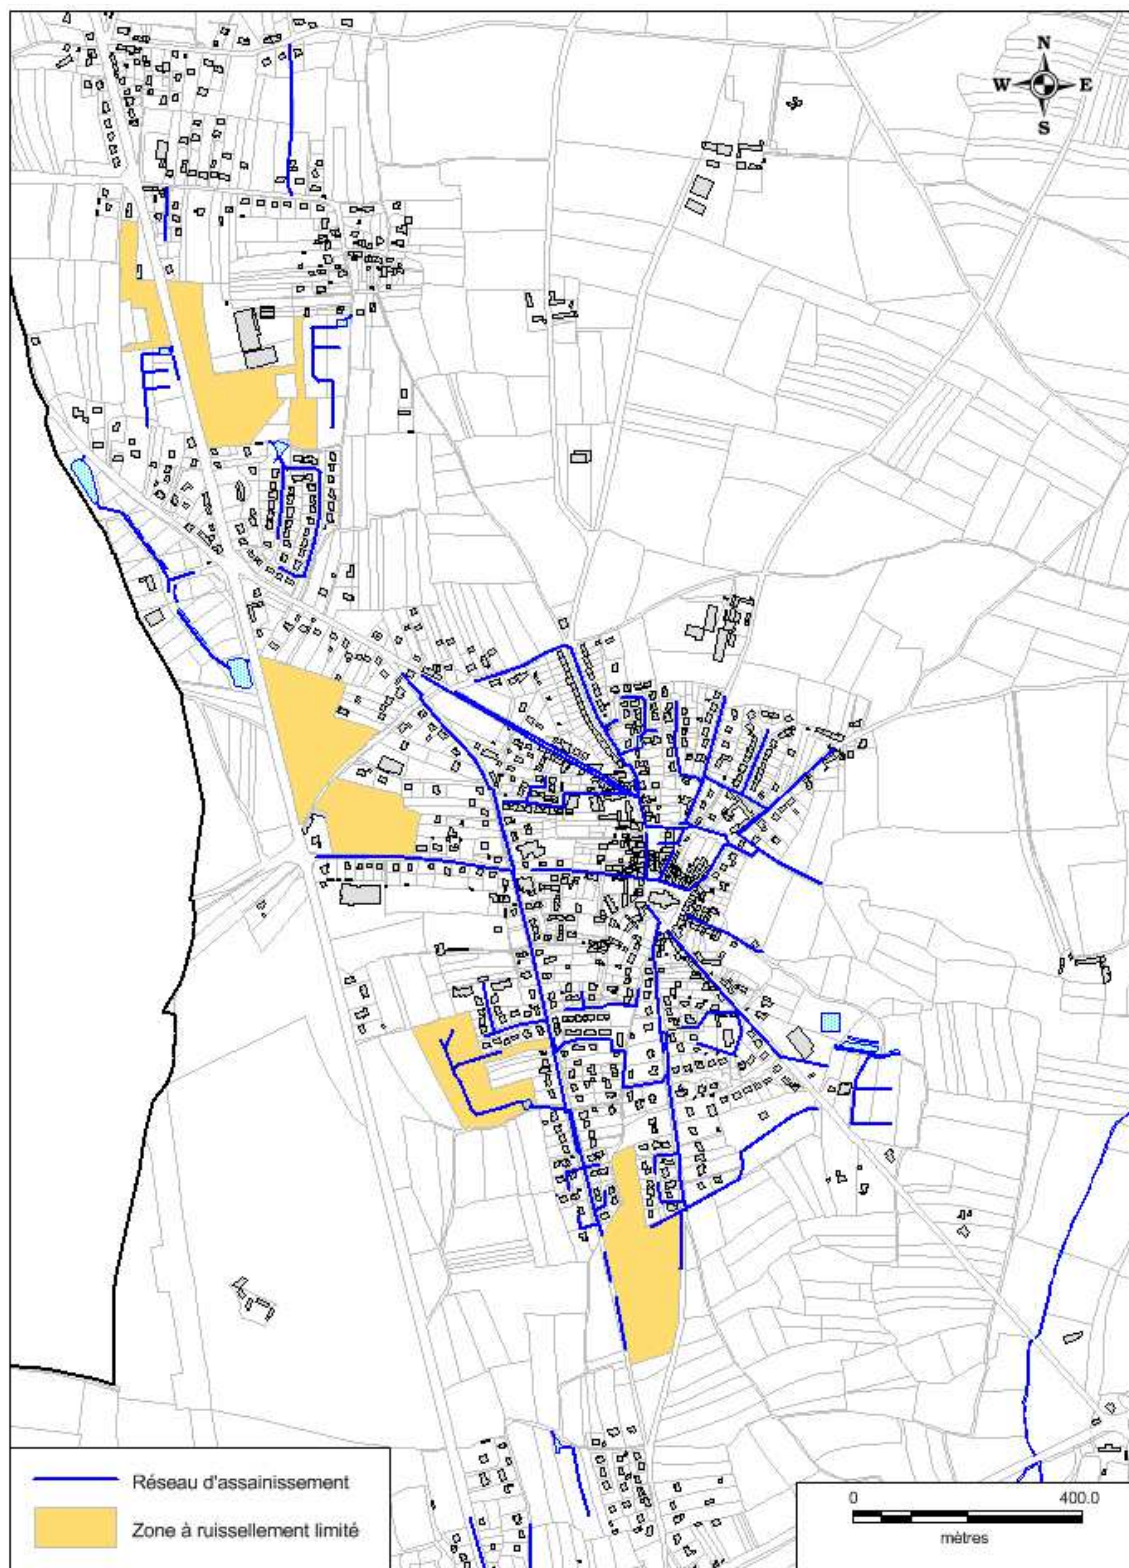 N
W E
S
Réseau d'assainissement
Zone à ruissellement limité
0 400.0
mètres